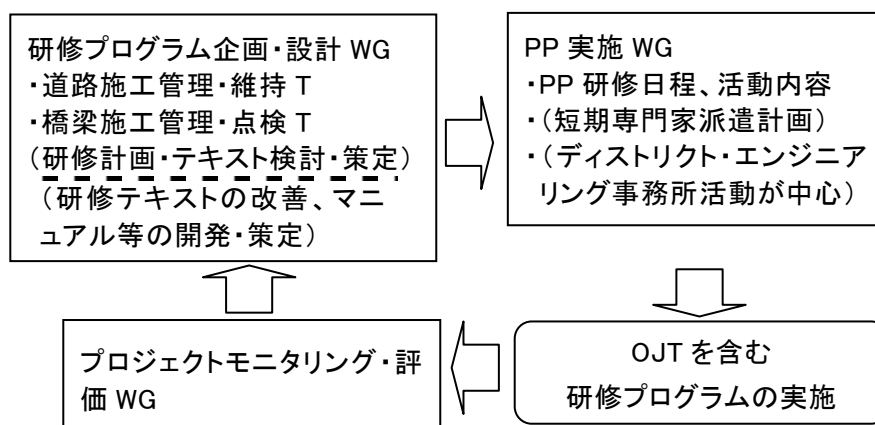 研修プログラム企画・設計 WG
・道路施工管理・維持 T
・橋梁施工管理・点検 T
(研修計画・テキスト検討・策定)
(研修テキストの改善、マニ
ュアル等の開発・策定)
PP 実施 WG
・PP 研修日程、活動内容
・(短期専門家派遣計画)
・(ディストリクト・エンジニア
リング事務所活動が中心)
OJT を含む
研修プログラムの実施
プロジェクトモニタリング・評
価 WG